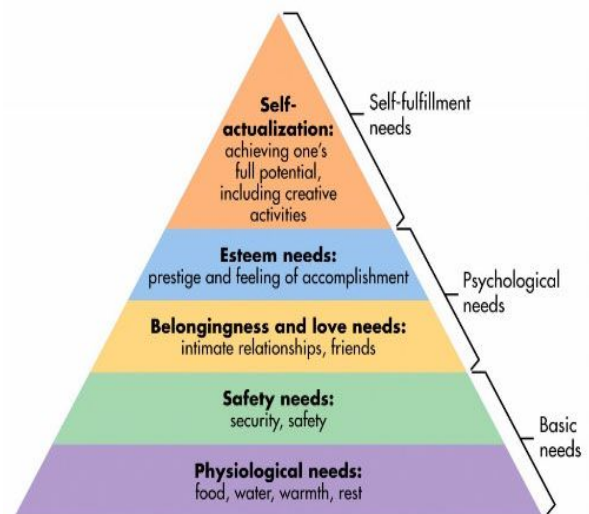 Self-
actualization:
achieving one's
full potential,
including creative
activities
Self-fulfillment
needs
Esteem needs:
prestige and feeling of accomplishment
Belongingness and love needs:
intimate relationships, friends
Psychological
needs
Safety needs:
security, safety
Physiological needs:
food, water, warmth, rest
Basic
needs